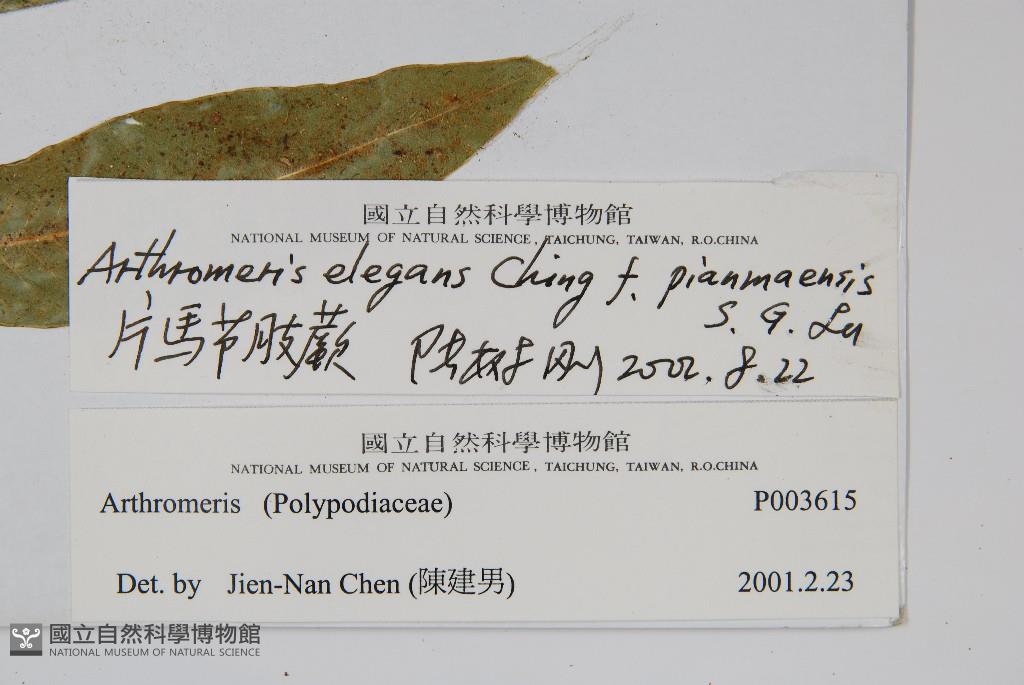 國立自然科學博物館
NATIONAL MUSEUM OF NATURAL SCIENCE, TAICHUNG, TAIWAN, R.O.CHINA
Arthromeris elegans Ching f. pianmaensis
S. G. Lu
片馬节肢蕨 陆树刚 2002.8.22
國立自然科學博物館
NATIONAL MUSEUM OF NATURAL SCIENCE, TAICHUNG, TAIWAN, R.O.CHINA
Arthromeris (Polypodiaceae) P003615
Det. by Jien-Nan Chen (陳建男) 2001.2.23
國立自然科學博物館
NATIONAL MUSEUM OF NATURAL SCIENCE